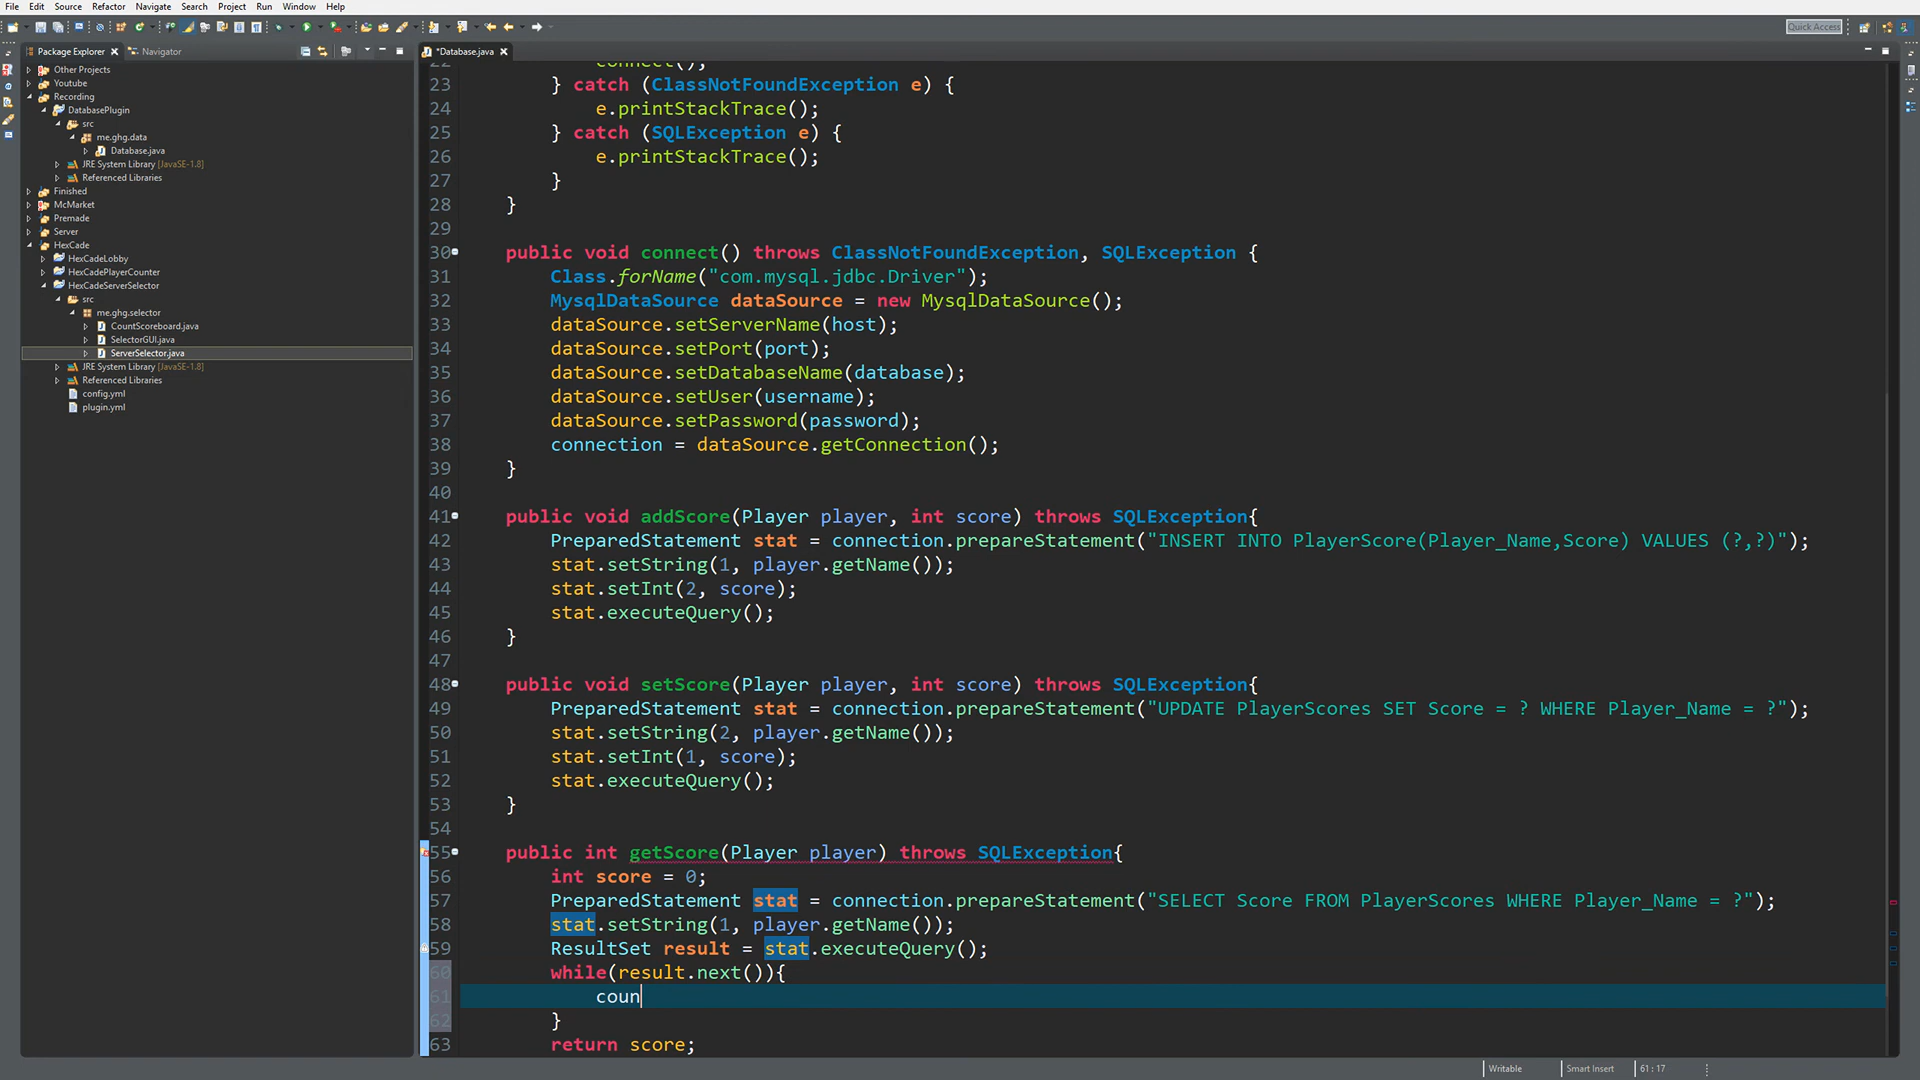 File Edit Source Refactor Navigate Search Project Run Window Help
Quick Access
Package Explorer
Navigator
*Database.java
Other Projects
Youtube
Recording
DatabasePlugin
src
me.ghg.data
Database.java
JRE System Library [JavaSE-1.8]
Referenced Libraries
Finished
McMarket
Premade
Server
HexCade
HexCadeLobby
HexCadePlayerCounter
HexCadeServerSelector
src
me.ghg.selector
CountScoreboard.java
SelectorGUI.java
ServerSelector.java
JRE System Library [JavaSE-1.8]
Referenced Libraries
config.yml
plugin.yml
22 connect();
23 } catch (ClassNotFoundException e) {
24 e.printStackTrace();
25 } catch (SQLException e) {
26 e.printStackTrace();
27 }
28 }
29
30 public void connect() throws ClassNotFoundException, SQLException {
31 Class.forName("com.mysql.jdbc.Driver");
32 MysqlDataSource dataSource = new MysqlDataSource();
33 dataSource.setServerName(host);
34 dataSource.setPort(port);
35 dataSource.setDatabaseName(database);
36 dataSource.setUser(username);
37 dataSource.setPassword(password);
38 connection = dataSource.getConnection();
39 }
40
41 public void addScore(Player player, int score) throws SQLException{
42 PreparedStatement stat = connection.prepareStatement("INSERT INTO PlayerScore(Player_Name,Score) VALUES (?,?)");
43 stat.setString(1, player.getName());
44 stat.setInt(2, score);
45 stat.executeQuery();
46 }
47
48 public void setScore(Player player, int score) throws SQLException{
49 PreparedStatement stat = connection.prepareStatement("UPDATE PlayerScores SET Score = ? WHERE Player_Name = ?");
50 stat.setString(2, player.getName());
51 stat.setInt(1, score);
52 stat.executeQuery();
53 }
54
55 public int getScore(Player player) throws SQLException{
56 int score = 0;
57 PreparedStatement stat = connection.prepareStatement("SELECT Score FROM PlayerScores WHERE Player_Name = ?");
58 stat.setString(1, player.getName());
59 ResultSet result = stat.executeQuery();
60 while(result.next()){
61 coun
62 }
63 return score;
Writable Smart Insert 61 : 17